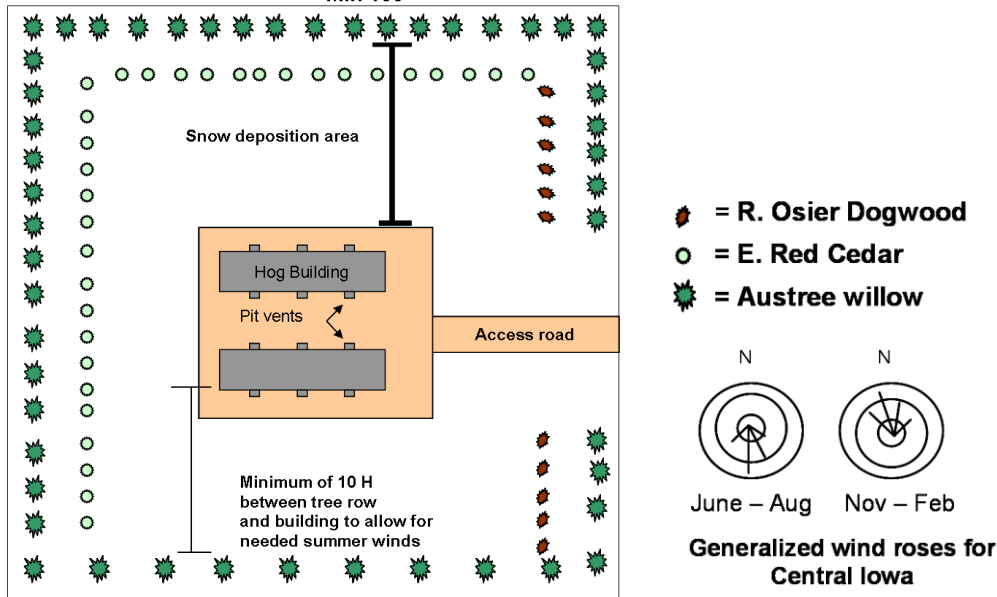 Snow deposition area
Hog Building
Pit vents
Access road
Minimum of 10 H
between tree row
and building to allow for
needed summer winds
= R. Osier Dogwood
= E. Red Cedar
= Austree willow
N
N
June – Aug
Nov – Feb
Generalized wind roses for
Central Iowa